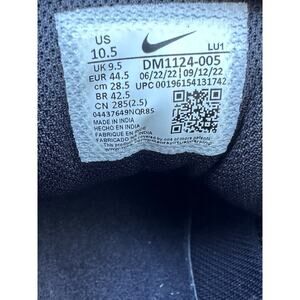 US LU1
10.5 DM1124-005
UK 9.5 06/22/22 | 09/12/22
EUR 44.5 UPC 00196154131742
cm 28.5
BR 42.5
CN 285(2.5)
04437649NQR85
MADE IN INDIA
FABRIQUE EN INDE
FABRICADO EN INDIA